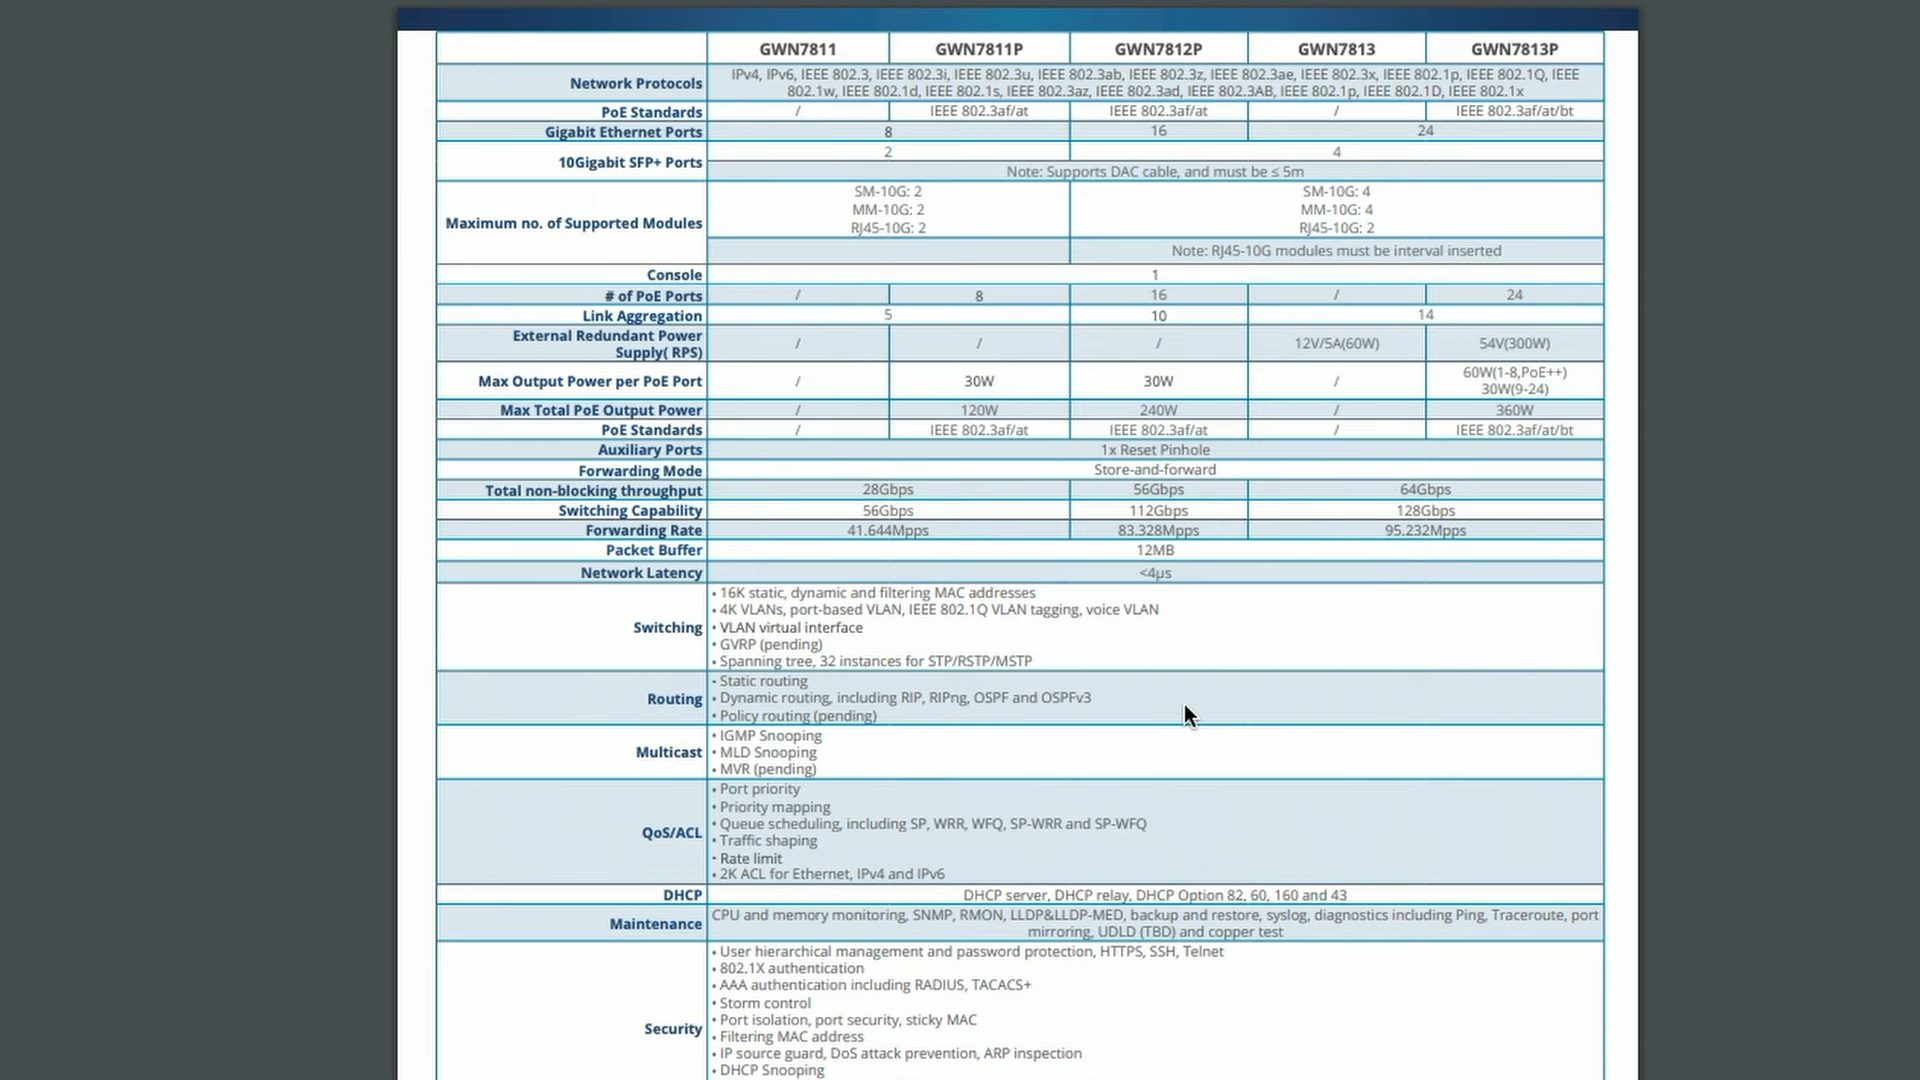 GWN7811 GWN7811P GWN7812P GWN7813 GWN7813P
Network Protocols
IPv4, IPv6, IEEE 802.3, IEEE 802.3i, IEEE 802.3u, IEEE 802.3ab, IEEE 802.3z, IEEE 802.3ae, IEEE 802.3x, IEEE 802.1p, IEEE 802.1Q, IEEE
802.1w, IEEE 802.1d, IEEE 802.1s, IEEE 802.3az, IEEE 802.3ad, IEEE 802.3AB, IEEE 802.1p, IEEE 802.1D, IEEE 802.1x
PoE Standards / IEEE 802.3af/at IEEE 802.3af/at / IEEE 802.3af/at/bt
Gigabit Ethernet Ports 8 16 24
10Gigabit SFP+ Ports
2 4
Note: Supports DAC cable, and must be ≤ 5m
Maximum no. of Supported Modules
SM-10G: 2 SM-10G: 4
MM-10G: 2 MM-10G: 4
RJ45-10G: 2 RJ45-10G: 2
Note: RJ45-10G modules must be interval inserted
Console 1
# of PoE Ports / 8 16 / 24
Link Aggregation 5 10 14
External Redundant Power
Supply( RPS)
/ / / 12V/5A(60W) 54V(300W)
Max Output Power per PoE Port / 30W 30W / 60W(1-8,PoE++)
30W(9-24)
Max Total PoE Output Power / 120W 240W / 360W
PoE Standards / IEEE 802.3af/at IEEE 802.3af/at / IEEE 802.3af/at/bt
Auxiliary Ports 1x Reset Pinhole
Forwarding Mode Store-and-forward
Total non-blocking throughput 28Gbps 56Gbps 64Gbps
Switching Capability 56Gbps 112Gbps 128Gbps
Forwarding Rate 41.644Mpps 83.328Mpps 95.232Mpps
Packet Buffer 12MB
Network Latency <4μs
Switching
• 16K static, dynamic and filtering MAC addresses
• 4K VLANs, port-based VLAN, IEEE 802.1Q VLAN tagging, voice VLAN
• VLAN virtual interface
• GVRP (pending)
• Spanning tree, 32 instances for STP/RSTP/MSTP
Routing
• Static routing
• Dynamic routing, including RIP, RIPng, OSPF and OSPFv3
• Policy routing (pending)
Multicast
• IGMP Snooping
• MLD Snooping
• MVR (pending)
QoS/ACL
• Port priority
• Priority mapping
• Queue scheduling, including SP, WRR, WFQ, SP-WRR and SP-WFQ
• Traffic shaping
• Rate limit
• 2K ACL for Ethernet, IPv4 and IPv6
DHCP DHCP server, DHCP relay, DHCP Option 82, 60, 160 and 43
Maintenance
CPU and memory monitoring, SNMP, RMON, LLDP&LLDP-MED, backup and restore, syslog, diagnostics including Ping, Traceroute, port
mirroring, UDLD (TBD) and copper test
Security
• User hierarchical management and password protection, HTTPS, SSH, Telnet
• 802.1X authentication
• AAA authentication including RADIUS, TACACS+
• Storm control
• Port isolation, port security, sticky MAC
• Filtering MAC address
• IP source guard, DoS attack prevention, ARP inspection
• DHCP Snooping